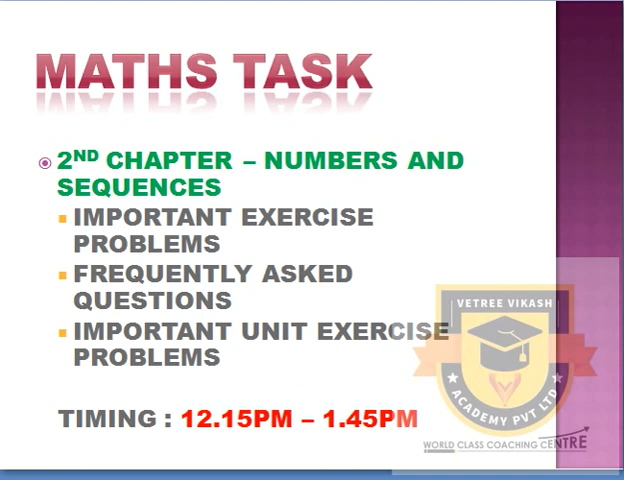 MATHS TASK
2ND CHAPTER – NUMBERS AND
SEQUENCES
IMPORTANT EXERCISE
PROBLEMS
FREQUENTLY ASKED
QUESTIONS
IMPORTANT UNIT EXERCISE
PROBLEMS
TIMING : 12.15PM – 1.45PM
VETREE VIKASH
ACADEMY PVT LTD
WORLD CLASS COACHING CENTRE